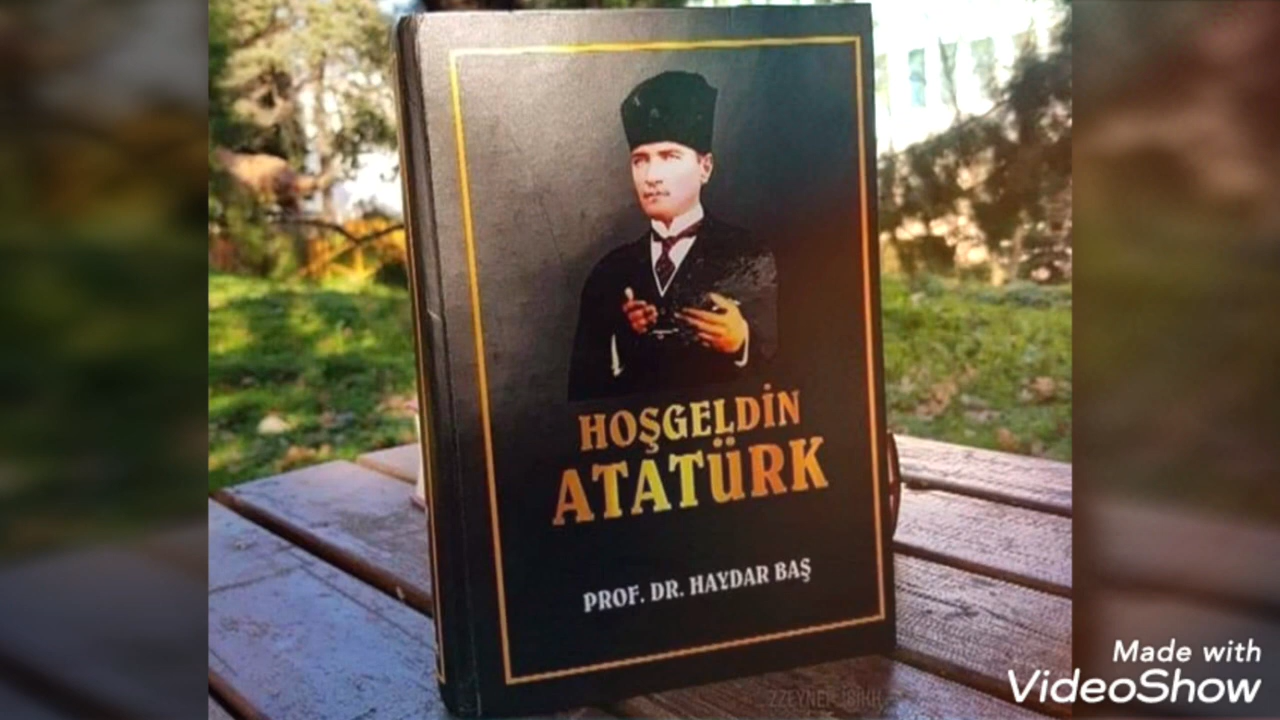 HOŞGELDİN
ATATÜRK
PROF. DR. HAYDAR BAŞ
Made with
VideoShow